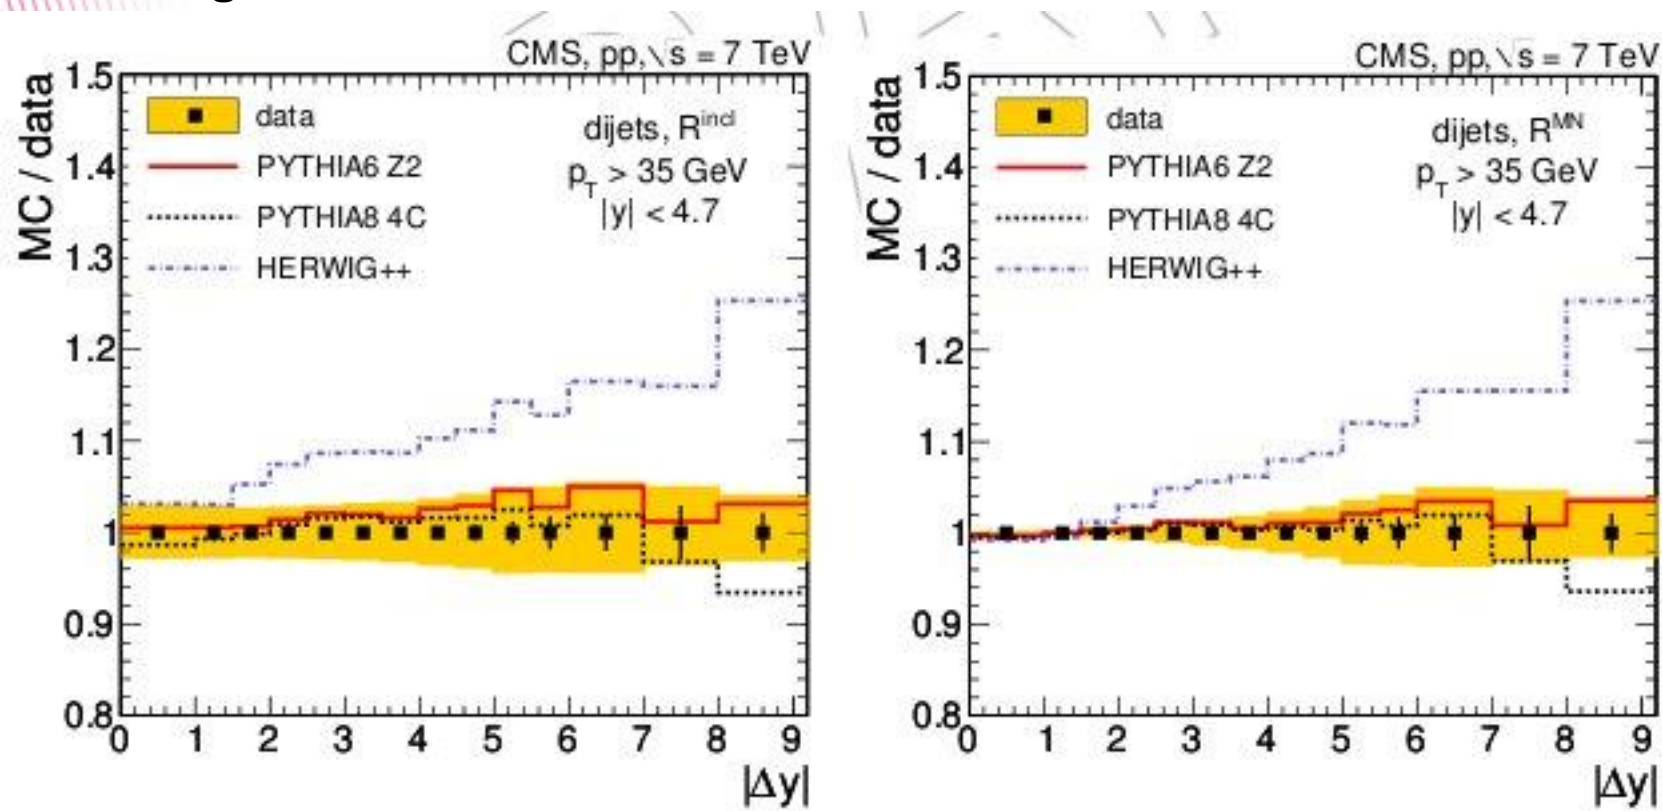 CMS, pp, √s = 7 TeV
MC / data
data
PYTHIA6 Z2
PYTHIA8 4C
HERWIG++
dijets, R^incl
p_T > 35 GeV
|y| < 4.7
1.5
1.4
1.3
1.2
1.1
1
0.9
0.8
0 1 2 3 4 5 6 7 8 9
|Δy|
CMS, pp, √s = 7 TeV
MC / data
data
PYTHIA6 Z2
PYTHIA8 4C
HERWIG++
dijets, R^MN
p_T > 35 GeV
|y| < 4.7
1.5
1.4
1.3
1.2
1.1
1
0.9
0.8
0 1 2 3 4 5 6 7 8 9
|Δy|